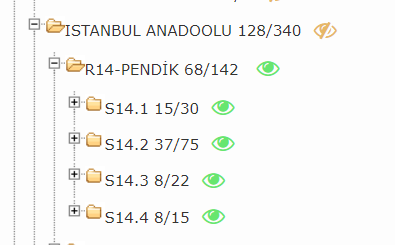 ISTANBUL ANADOOLU 128/340
R14-PENDİK 68/142
S14.1 15/30
S14.2 37/75
S14.3 8/22
S14.4 8/15